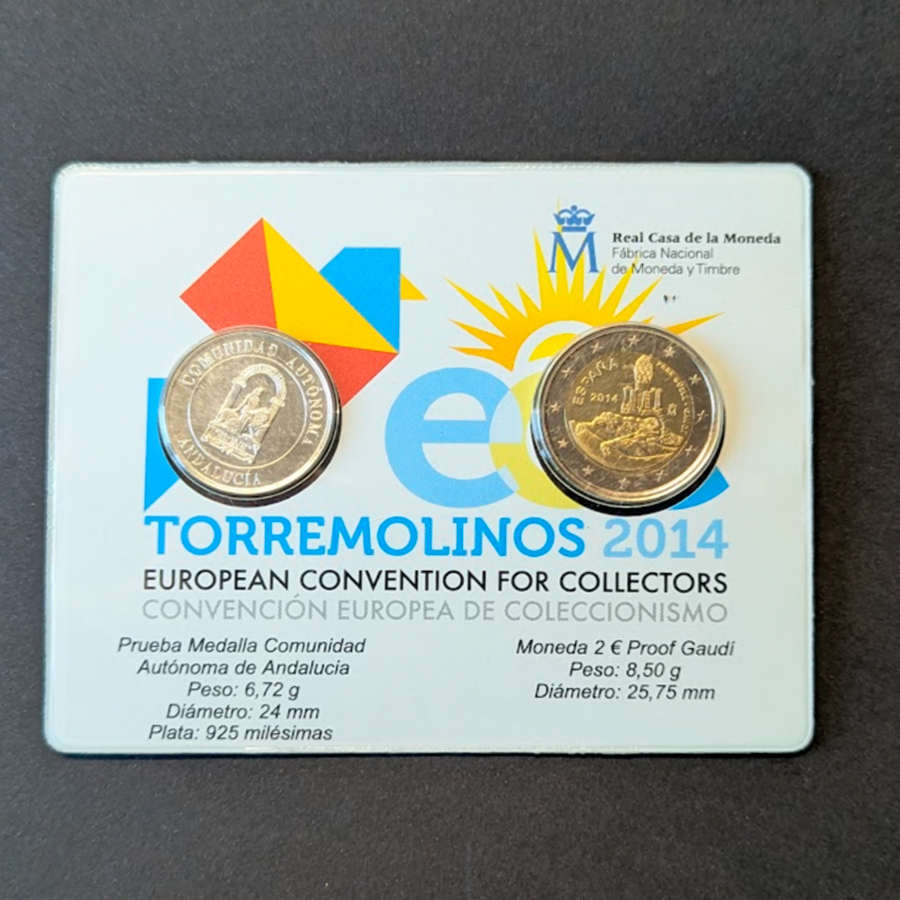 Real Casa de la Moneda
Fábrica Nacional
de Moneda y Timbre
COMUNIDAD AUTÓNOMA
ANDALUCÍA
ESPAÑA
2014
ec
TORREMOLINOS 2014
EUROPEAN CONVENTION FOR COLLECTORS
CONVENCIÓN EUROPEA DE COLECCIONISMO
Prueba Medalla Comunidad
Autónoma de Andalucia
Peso: 6,72 g
Diámetro: 24 mm
Plata: 925 milésimas
Moneda 2 € Proof Gaudí
Peso: 8,50 g
Diámetro: 25,75 mm